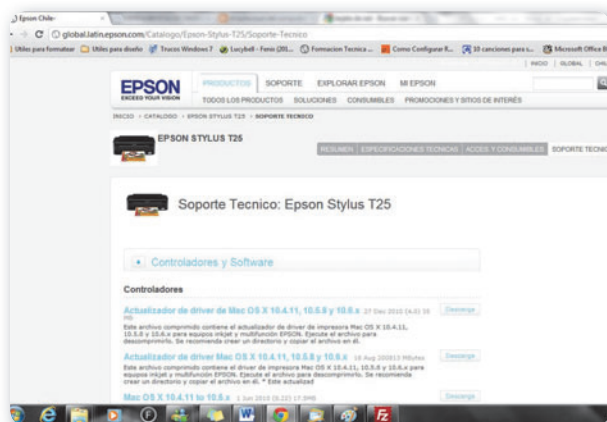 Epson Chile-
global.latin.epson.com/Catalogo/Epson-Stylus-T25/Soporte-Tecnico
Utiles para formatear Utiles para diseño Trucos Windows 7 Lucybell - Fenix (201... Formacion Tecnica ... Como Configurar R... 10 canciones para s... Microsoft Office
INICIO | GLOBAL |
EPSON
EXCEED YOUR VISION
PRODUCTOS SOPORTE EXPLORAR EPSON MI EPSON
TODOS LOS PRODUCTOS SOLUCIONES CONSUMIBLES PROMOCIONES Y SITIOS DE INTERÉS
INICIO > CATALOGO > EPSON STYLUS T25 > SOPORTE TECNICO
EPSON STYLUS T25
RESUMEN | ESPECIFICACIONES TECNICAS | ACCES. Y CONSUMIBLES | SOPORTE TECNIC
Soporte Tecnico: Epson Stylus T25
Controladores y Software
Controladores
Actualizador de driver de Mac OS X 10.4.11, 10.5.8 y 10.6.x 27 Dec 2010
Descarga
Este archivo comprimido contiene el actualizador de driver de impresora Mac OS X 10.4.11,
10.5.8 y 10.6.x para equipos inkjet y multifunción EPSON. Ejecute el archivo para
descomprimirlo. Se recomienda crear un directorio y copiar el archivo en él.
Actualizador de driver Mac OS X 10.4.11, 10.5.8 y 10.6.x
Descarga
Este archivo comprimido contiene el driver de impresora Mac OS X 10.4.11, 10.5.8 y 10.6.x para
equipos inkjet y multifunción EPSON. Ejecute el archivo para descomprimirlo. Se recomienda
crear un directorio y copiar el archivo en él. * Este actualizad
Mac OS X 10.4.11 to 10.6.x
Descarga